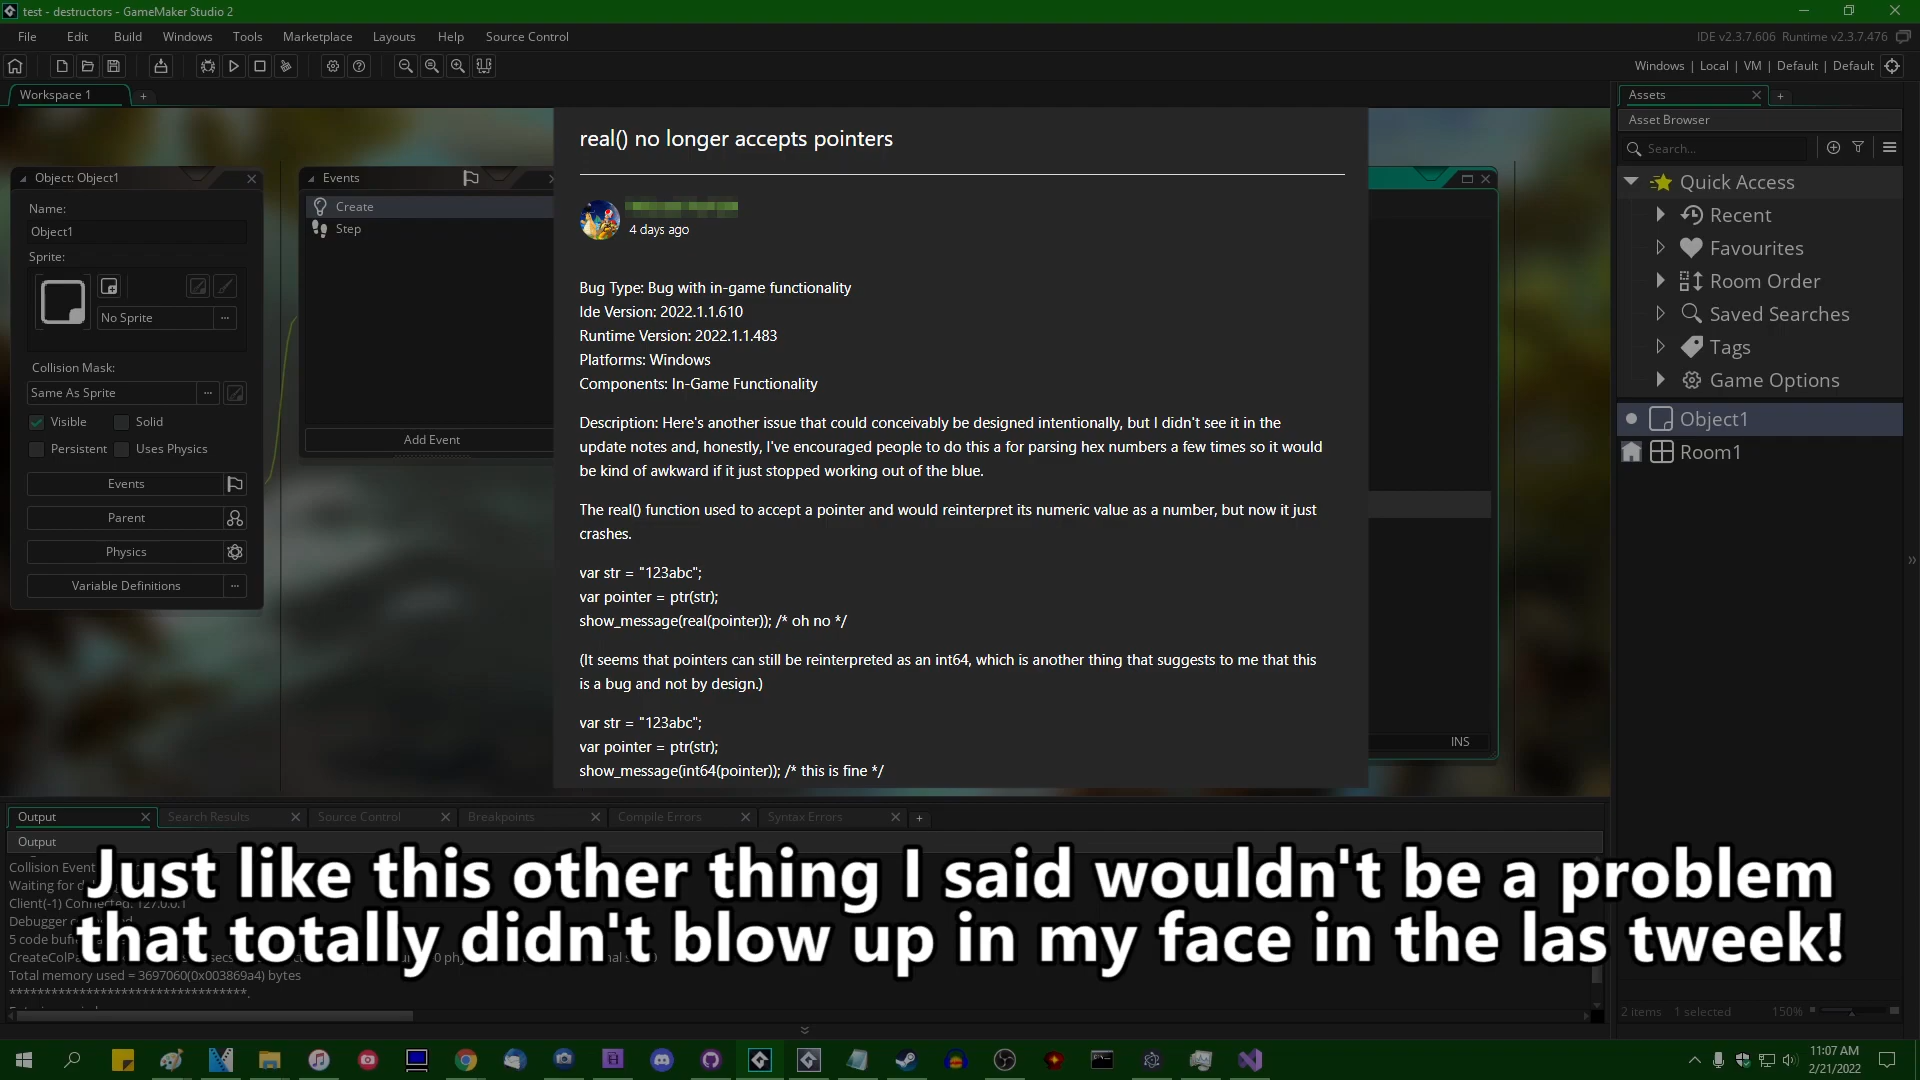 test - destructors - GameMaker Studio 2
File Edit Build Windows Tools Marketplace Layouts Help Source Control
IDE v2.3.7.606 Runtime v2.3.7.476
Windows | Local | VM | Default | Default
Workspace 1
Object: Object1
Name:
Object1
Sprite:
No Sprite
Collision Mask:
Same As Sprite
Visible Solid
Persistent Uses Physics
Events
Parent
Physics
Variable Definitions
Events
Create
Step
Add Event
real() no longer accepts pointers
4 days ago
Bug Type: Bug with in-game functionality
Ide Version: 2022.1.1.610
Runtime Version: 2022.1.1.483
Platforms: Windows
Components: In-Game Functionality
Description: Here's another issue that could conceivably be designed intentionally, but I didn't see it in the
update notes and, honestly, I've encouraged people to do this a for parsing hex numbers a few times so it would
be kind of awkward if it just stopped working out of the blue.
The real() function used to accept a pointer and would reinterpret its numeric value as a number, but now it just
crashes.
var str = "123abc";
var pointer = ptr(str);
show_message(real(pointer)); /* oh no */
(It seems that pointers can still be reinterpreted as an int64, which is another thing that suggests to me that this
is a bug and not by design.)
var str = "123abc";
var pointer = ptr(str);
show_message(int64(pointer)); /* this is fine */
INS
Assets
Asset Browser
Search...
Quick Access
Recent
Favourites
Room Order
Saved Searches
Tags
Game Options
Object1
Room1
2 items 1 selected 150%
Output Search Results Source Control Breakpoints Compile Errors Syntax Errors
Output
Collision Event
Waiting for
Client(-1) Connected: 127.0.0.1
Debugger
5 code
Total memory used = 3697060(0x003869a4) bytes
Just like this other thing I said wouldn't be a problem
that totally didn't blow up in my face in the las tweek!
11:07 AM
2/21/2022